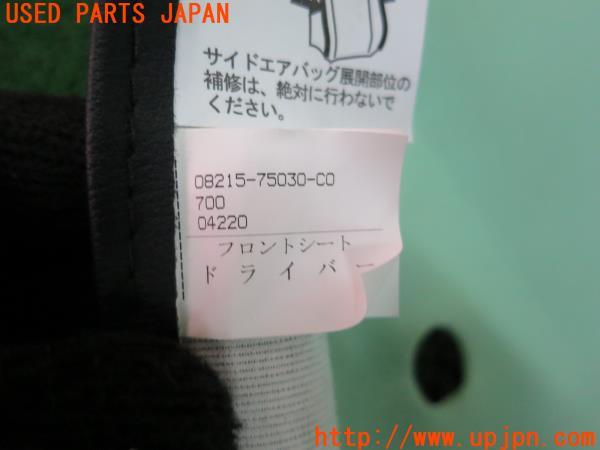 USED PARTS JAPAN
サイドエアバッグ展開部位の
補修は、絶対に行わないで
ください。
08215-75030-C0
700
04220
フロントシート
ドライバー
http://www.upjpn.com